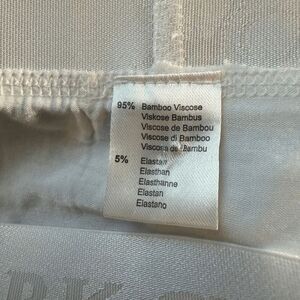 95% Bamboo Viscose
Viskose Bambus
Viscose de Bambou
Viscose di Bamboo
Viscosa de Bambu
5% Elastan
Elasthan
Elasthanne
Elastan
Elastano